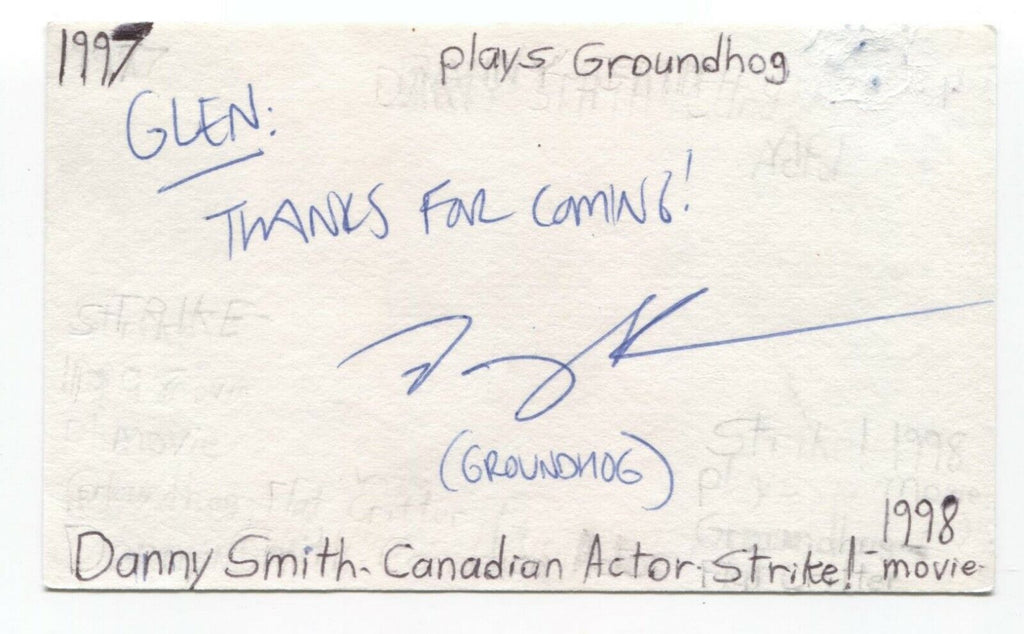 1997
plays Groundhog
GLEN:
THANKS FOR COMING!
(GROUNDHOG)
1998
Danny Smith- Canadian Actor- Strike!- movie-